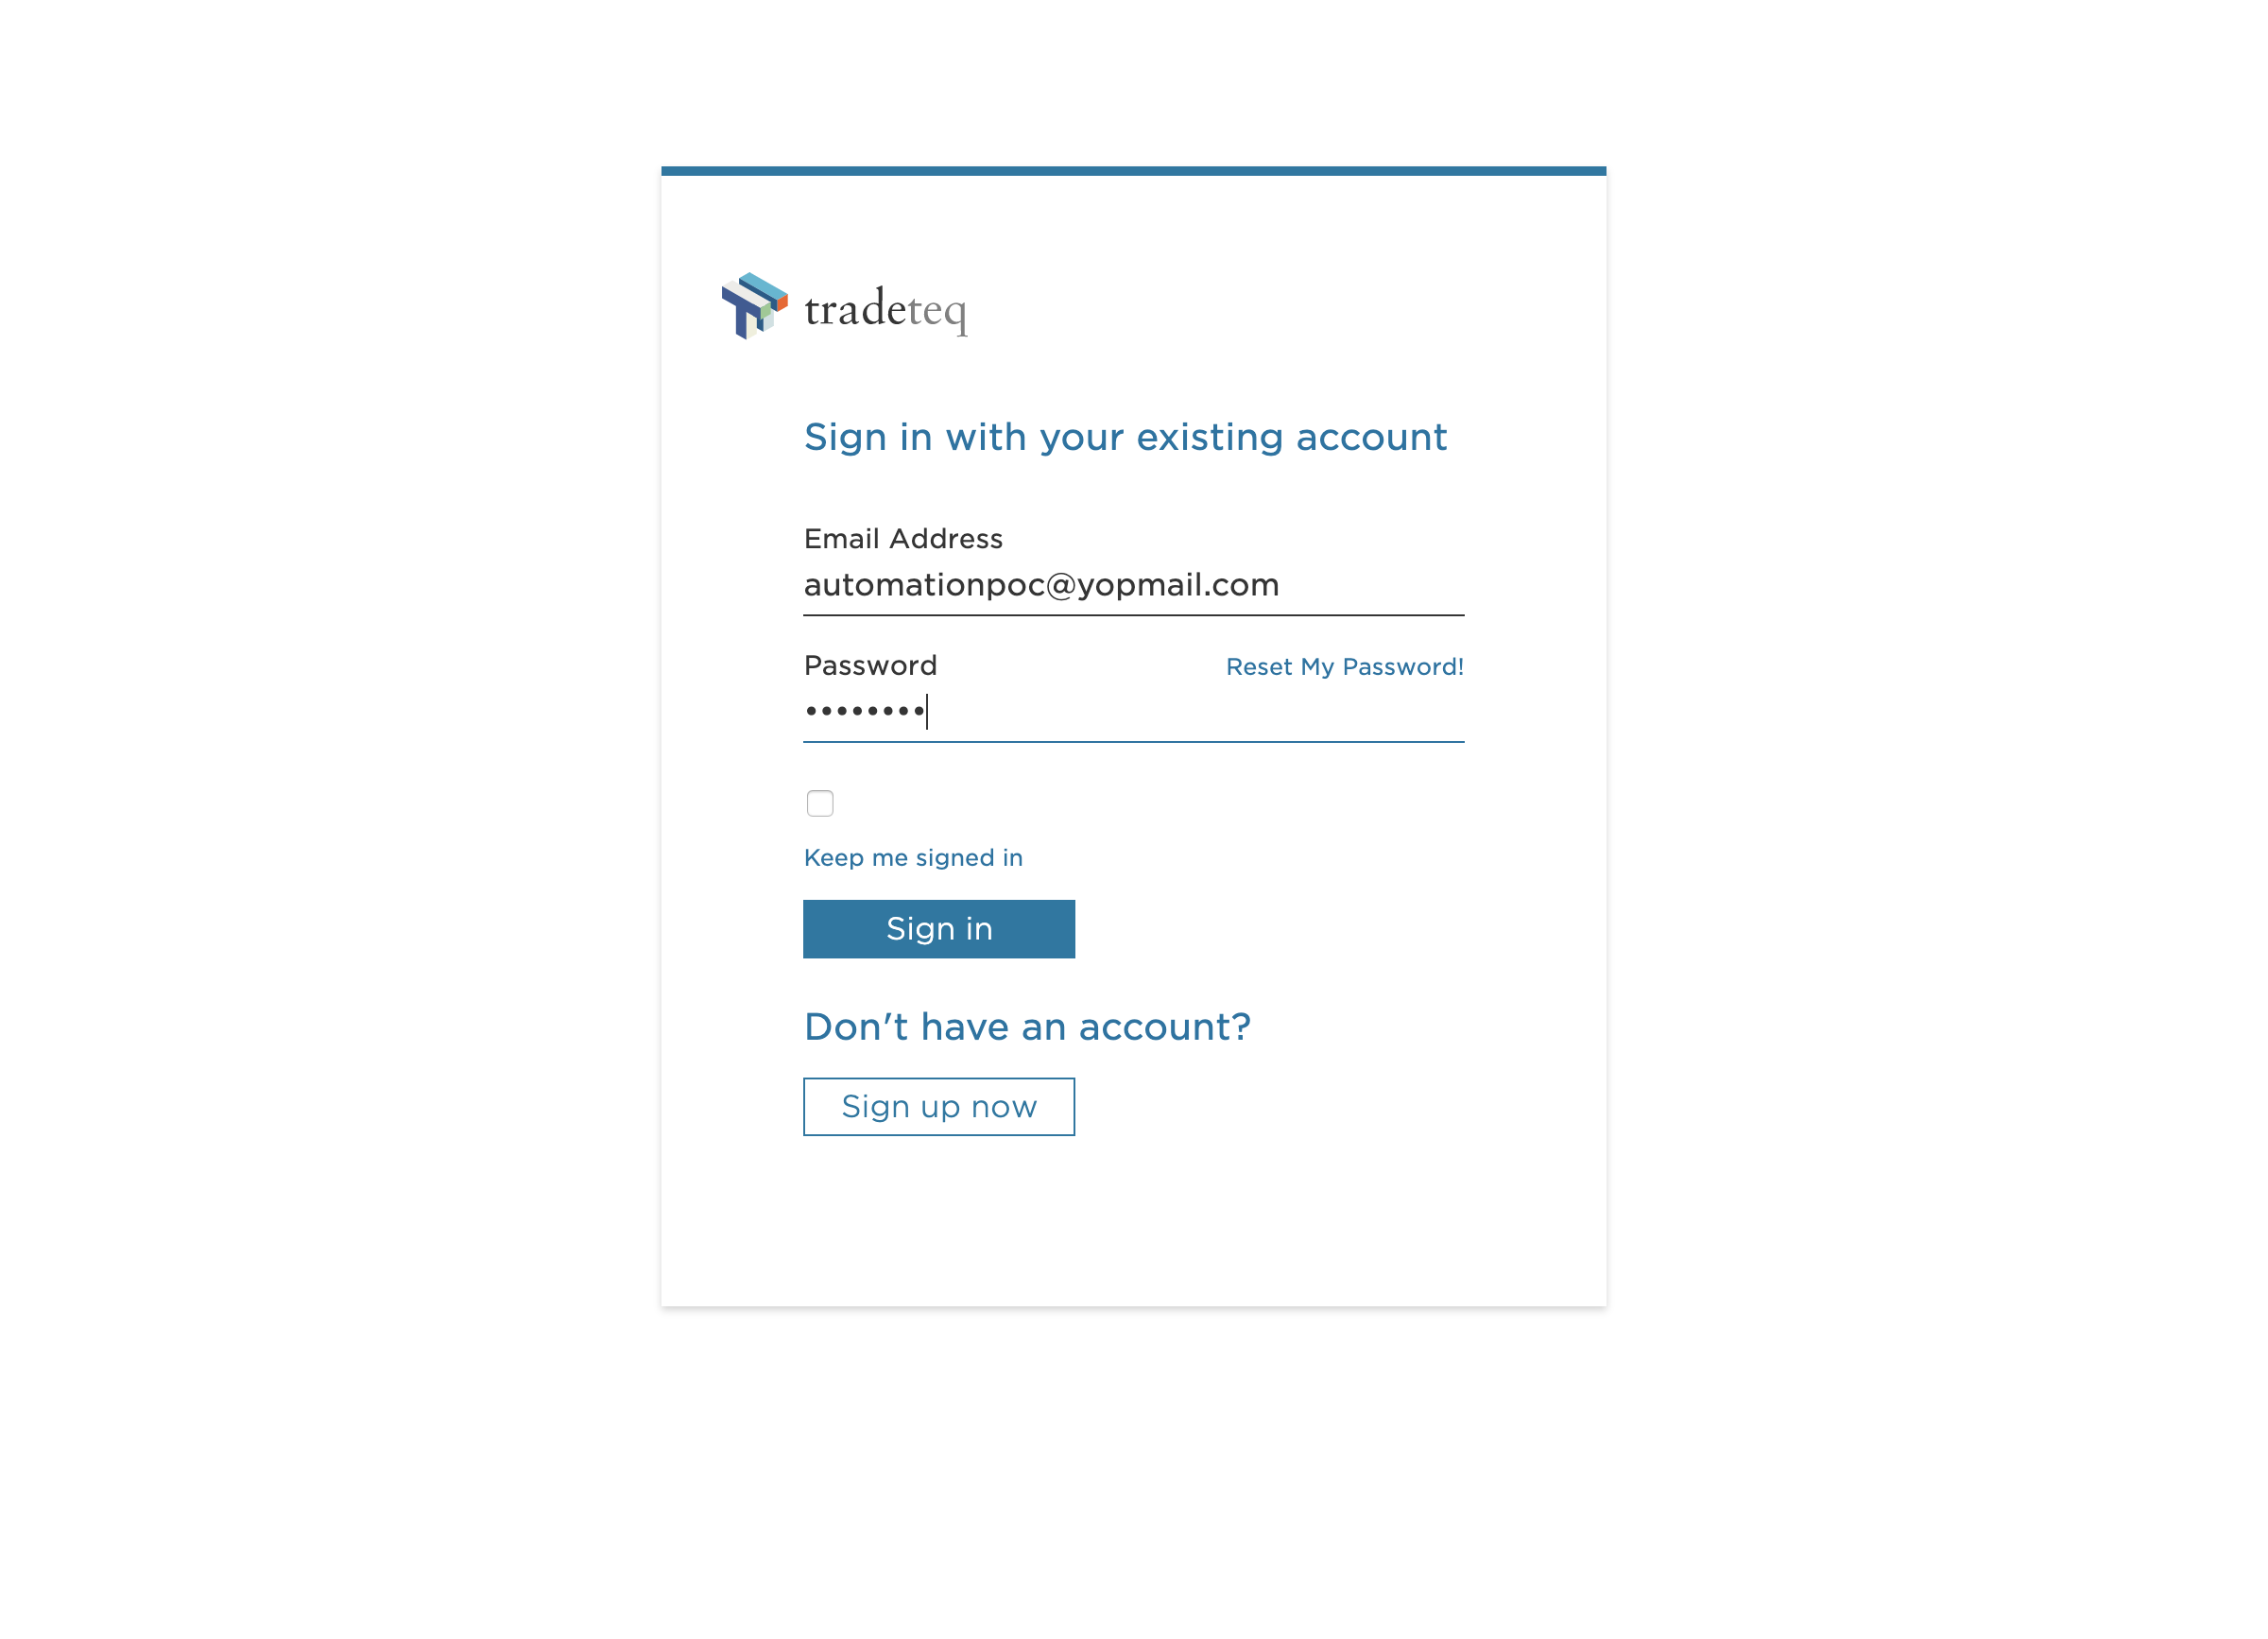 tradeteq
Sign in with your existing account
Email Address
automationpoc@yopmail.com
Password Reset My Password!
••••••••
Keep me signed in
Sign in
Don't have an account?
Sign up now